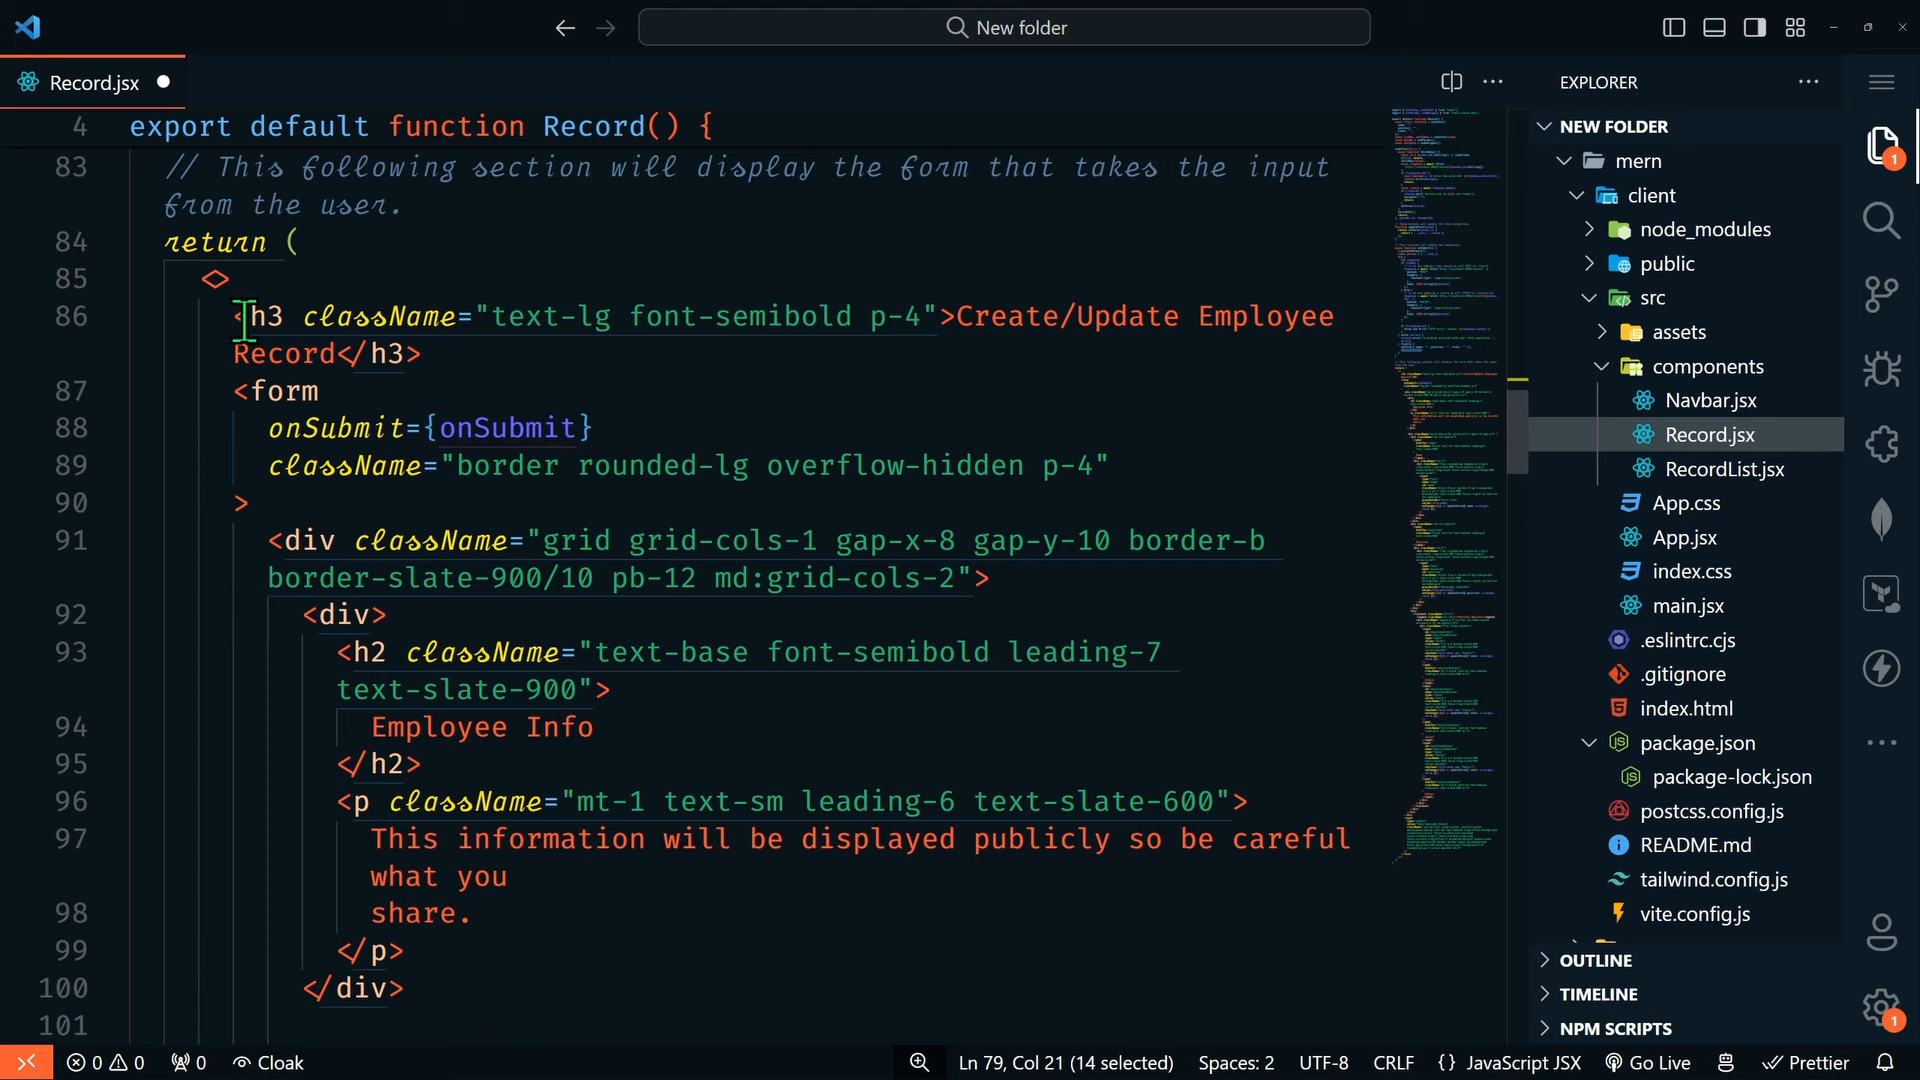 New folder
Record.jsx
EXPLORER
4 export default function Record() {
83 // This following section will display the form that takes the input
from the user.
84 return (
85 <>
86 <h3 className="text-lg font-semibold p-4">Create/Update Employee
Record</h3>
87 <form
88 onSubmit={onSubmit}
89 className="border rounded-lg overflow-hidden p-4"
90 >
91 <div className="grid grid-cols-1 gap-x-8 gap-y-10 border-b
border-slate-900/10 pb-12 md:grid-cols-2">
92 <div>
93 <h2 className="text-base font-semibold leading-7
text-slate-900">
94 Employee Info
95 </h2>
96 <p className="mt-1 text-sm leading-6 text-slate-600">
97 This information will be displayed publicly so be careful
what you
98 share.
99 </p>
100 </div>
101
NEW FOLDER
mern
client
node_modules
public
src
assets
components
Navbar.jsx
Record.jsx
RecordList.jsx
App.css
App.jsx
index.css
main.jsx
.eslintrc.cjs
.gitignore
index.html
package.json
package-lock.json
postcss.config.js
README.md
tailwind.config.js
vite.config.js
OUTLINE
TIMELINE
NPM SCRIPTS
1
1
0 0 0 Cloak Ln 79, Col 21 (14 selected) Spaces: 2 UTF-8 CRLF {} JavaScript JSX Go Live Prettier